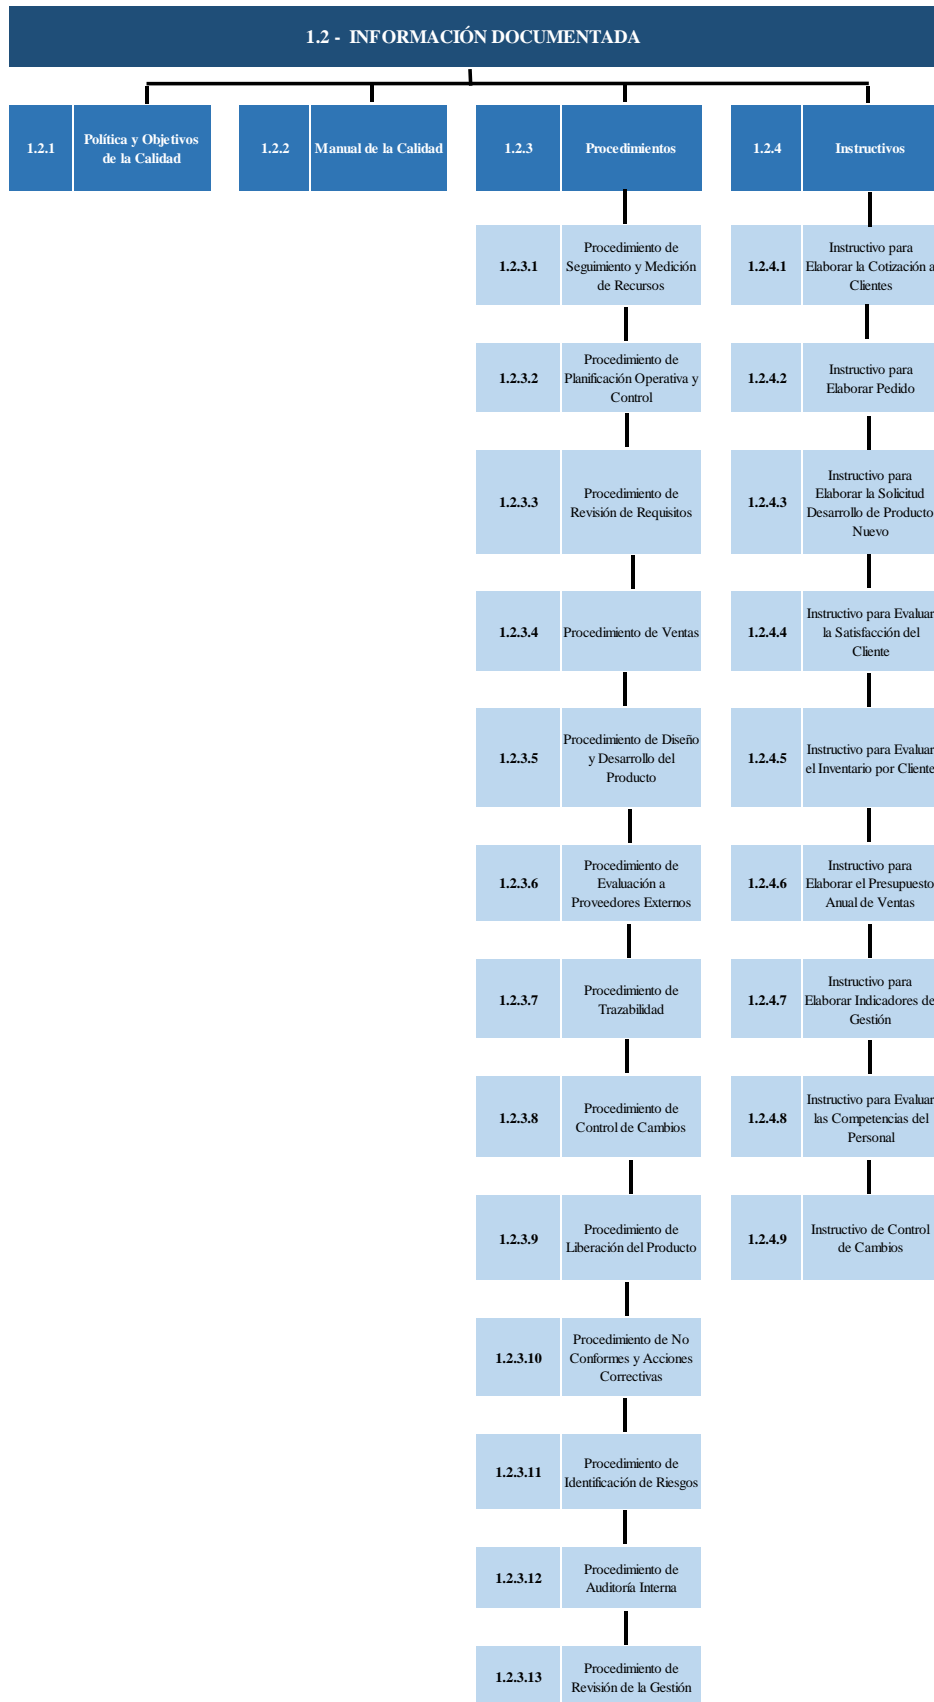 1.2 - INFORMACIÓN DOCUMENTADA
1.2.1
Política y Objetivos
de la Calidad
1.2.2
Manual de la Calidad
1.2.3
Procedimientos
1.2.4
Instructivos
1.2.3.1
Procedimiento de
Seguimiento y Medición
de Recursos
1.2.4.1
Instructivo para
Elaborar la Cotización a
Clientes
1.2.3.2
Procedimiento de
Planificación Operativa y
Control
1.2.4.2
Instructivo para
Elaborar Pedido
1.2.3.3
Procedimiento de
Revisión de Requisitos
1.2.4.3
Instructivo para
Elaborar la Solicitud
Desarrollo de Producto
Nuevo
1.2.3.4
Procedimiento de Ventas
1.2.4.4
Instructivo para Evaluar
la Satisfacción del
Cliente
1.2.3.5
Procedimiento de Diseño
y Desarrollo del
Producto
1.2.4.5
Instructivo para Evaluar
el Inventario por Cliente
1.2.3.6
Procedimiento de
Evaluación a
Proveedores Externos
1.2.4.6
Instructivo para
Elaborar el Presupuesto
Anual de Ventas
1.2.3.7
Procedimiento de
Trazabilidad
1.2.4.7
Instructivo para
Elaborar Indicadores de
Gestión
1.2.3.8
Procedimiento de
Control de Cambios
1.2.4.8
Instructivo para Evaluar
las Competencias del
Personal
1.2.3.9
Procedimiento de
Liberación del Producto
1.2.4.9
Instructivo de Control
de Cambios
1.2.3.10
Procedimiento de No
Conformes y Acciones
Correctivas
1.2.3.11
Procedimiento de
Identificación de Riesgos
1.2.3.12
Procedimiento de
Auditoría Interna
1.2.3.13
Procedimiento de
Revisión de la Gestión